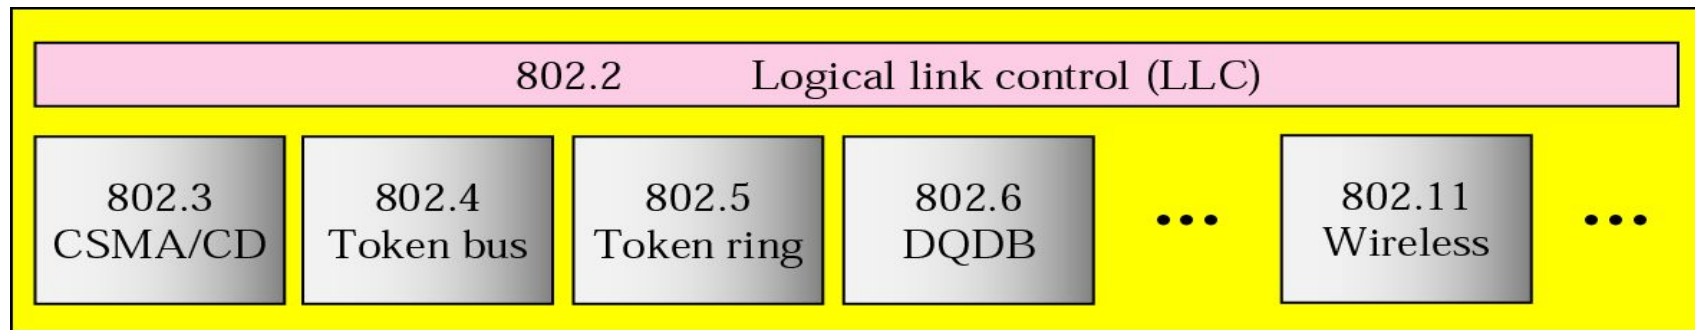 802.2 Logical link control (LLC)
802.3
CSMA/CD
802.4
Token bus
802.5
Token ring
802.6
DQDB
...
802.11
Wireless
...